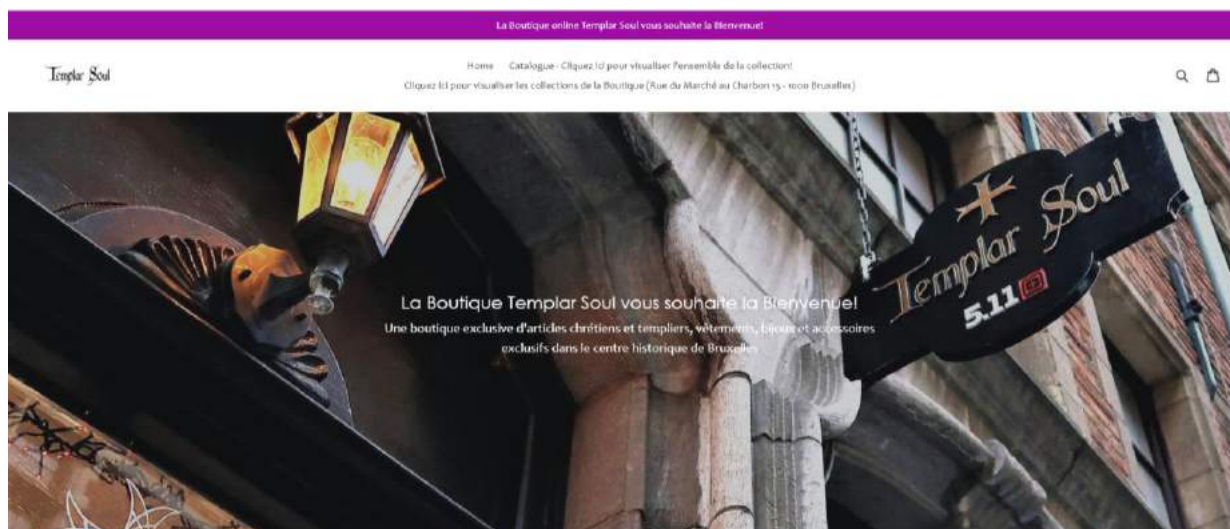 La Boutique online Templar Soul vous souhaite la Bienvenue!
Templar Soul
Home Catalogue - Cliquez ici pour visualiser l'ensemble de la collection!
Cliquez ici pour visualiser les collections de la Boutique (Rue du Marché au Charbon 15 - 1000 Bruxelles)
La Boutique Templar Soul vous souhaite la Bienvenue!
Une boutique exclusive d'articles chrétiens et templiers, vêtements, bijoux et accessoires
exclusifs dans le centre historique de Bruxelles
Templar Soul
5.11